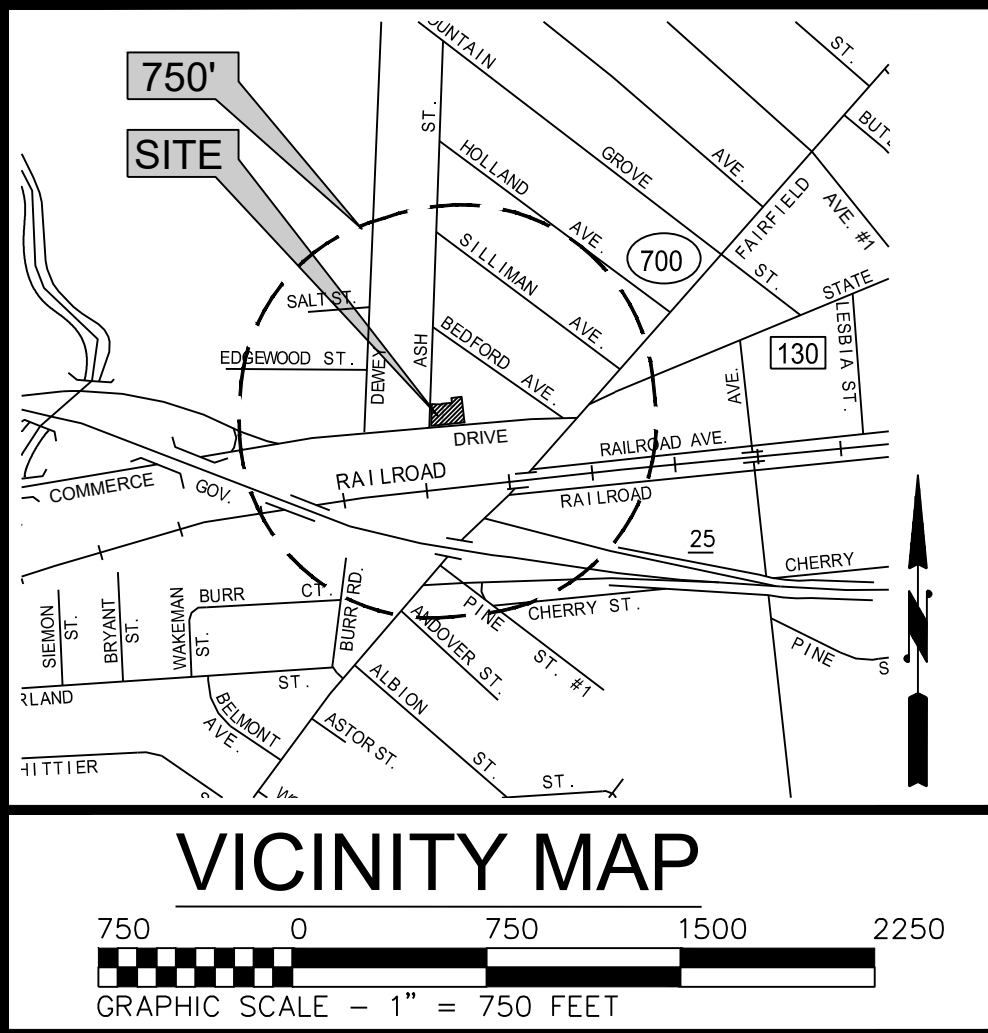 750'
SITE
OUNTAIN
ST.
ST.
BUT
HOLLAND
AVE.
GROVE
ST.
AVE.
FAIRFIELD
AVE. #1
700
SILLIMAN
AVE.
STATE
SALT ST.
EDGEWOOD ST.
DEWEY
ASH
BEDFORD
AVE.
130
LESBIA ST.
AVE.
DRIVE
RAILROAD AVE.
RAILROAD
RAILROAD
COMMERCE
GOV.
25
CHERRY
SIEMON
ST.
BRYANT
ST.
WAKEMAN
ST.
BURR
CT.
BURR RD.
PINE
ST. #1
CHERRY ST.
ANDOVER ST.
PINE
S
RLAND
ST.
BELMONT
AVE.
ALBION
ST.
ASTOR ST.
HITTIER
ST.
VICINITY MAP
750 0 750 1500 2250
GRAPHIC SCALE – 1" = 750 FEET